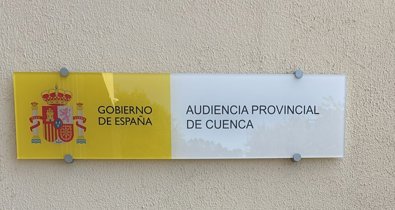 GOBIERNO
DE ESPAÑA
AUDIENCIA PROVINCIAL
DE CUENCA